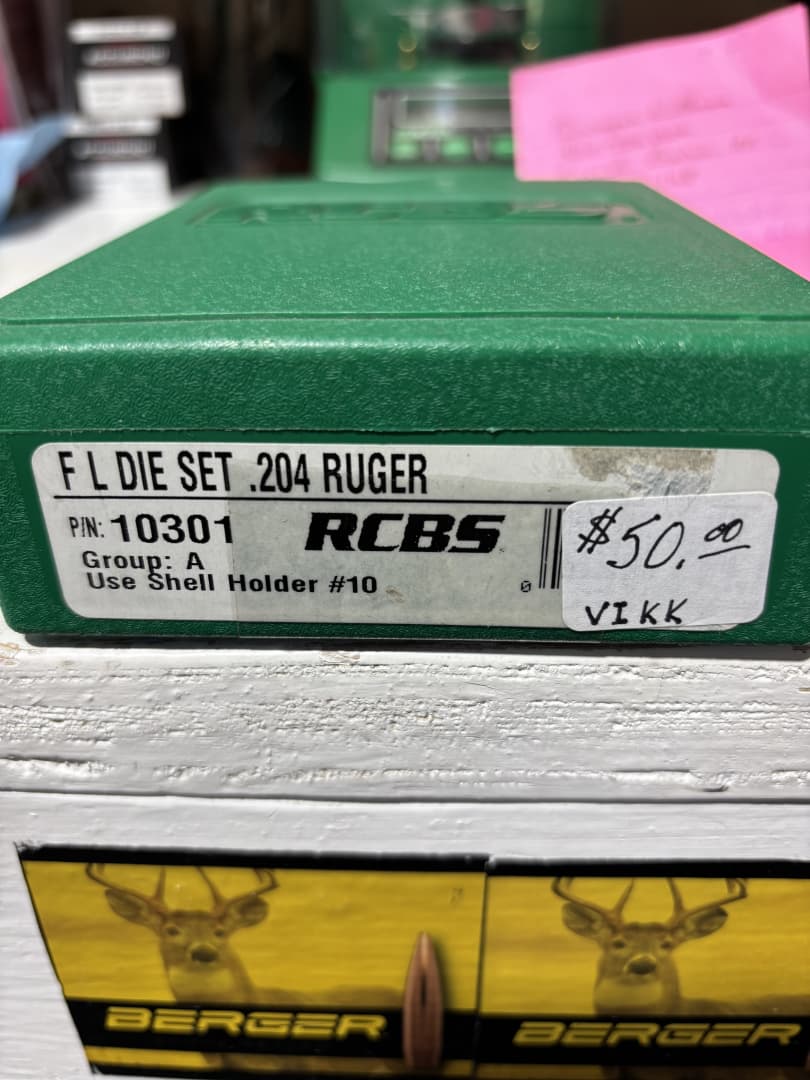 F L DIE SET .204 RUGER
P/N: 10301
RCBS
Group: A
Use Shell Holder #10
$50.00
VIKK
BERGER
BERGER